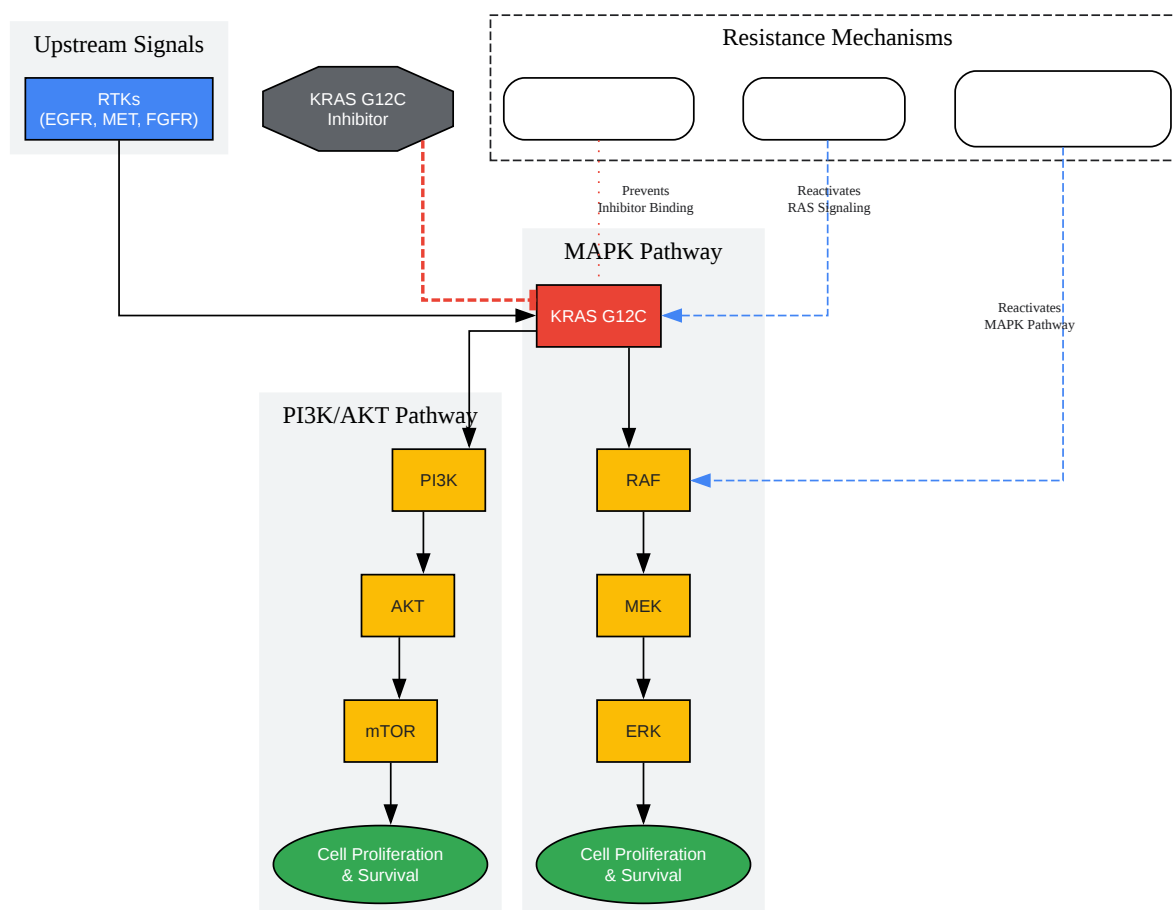 Upstream Signals
RTKs
(EGFR, MET, FGFR)
KRAS G12C
Inhibitor
Resistance Mechanisms
Prevents
Inhibitor Binding
Reactivates
RAS Signaling
Reactivates
MAPK Pathway
MAPK Pathway
KRAS G12C
PI3K/AKT Pathway
PI3K
RAF
AKT
MEK
mTOR
ERK
Cell Proliferation
& Survival
Cell Proliferation
& Survival